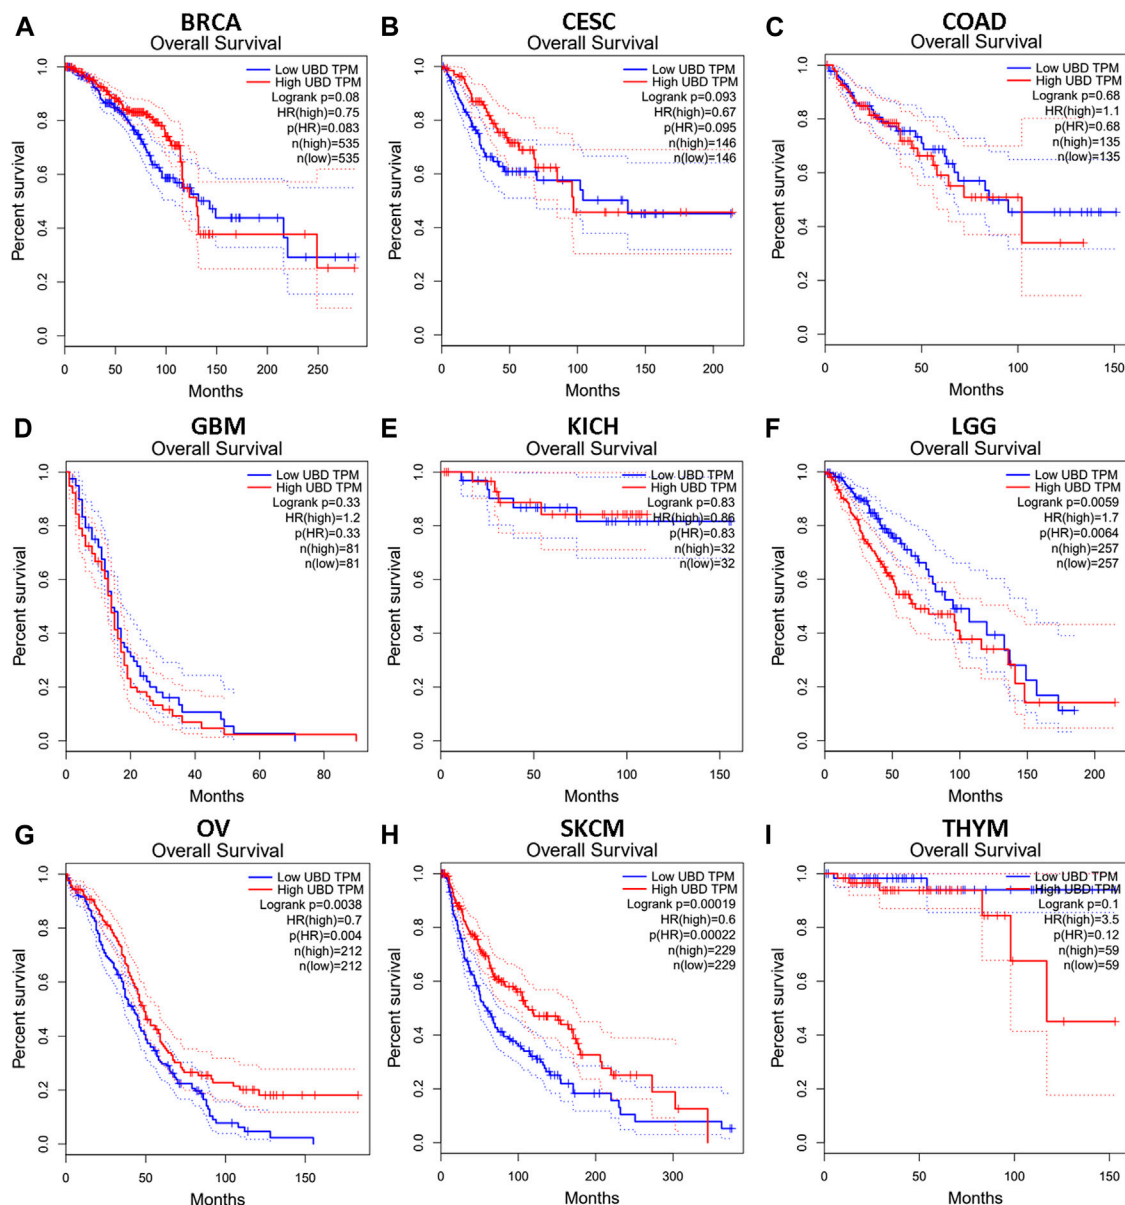 A
BRCA
Overall Survival
Low UBD TPM
High UBD TPM
Logrank p=0.08
HR(high)=0.75
p(HR)=0.083
n(high)=535
n(low)=535
Percent survival
0.0 0.2 0.4 0.6 0.8 1.0
0 50 100 150 200 250
Months
B
CESC
Overall Survival
Low UBD TPM
High UBD TPM
Logrank p=0.093
HR(high)=0.67
p(HR)=0.095
n(high)=146
n(low)=146
Percent survival
0.0 0.2 0.4 0.6 0.8 1.0
0 50 100 150 200
Months
C
COAD
Overall Survival
Low UBD TPM
High UBD TPM
Logrank p=0.68
HR(high)=1.1
p(HR)=0.68
n(high)=135
n(low)=135
Percent survival
0.0 0.2 0.4 0.6 0.8 1.0
0 50 100 150
Months
D
GBM
Overall Survival
Low UBD TPM
High UBD TPM
Logrank p=0.33
HR(high)=1.2
p(HR)=0.33
n(high)=81
n(low)=81
Percent survival
0.0 0.2 0.4 0.6 0.8 1.0
0 20 40 60 80
Months
E
KICH
Overall Survival
Low UBD TPM
High UBD TPM
Logrank p=0.83
HR(high)=0.86
p(HR)=0.83
n(high)=32
n(low)=32
Percent survival
0.0 0.2 0.4 0.6 0.8 1.0
0 50 100 150
Months
F
LGG
Overall Survival
Low UBD TPM
High UBD TPM
Logrank p=0.0059
HR(high)=1.7
p(HR)=0.0064
n(high)=257
n(low)=257
Percent survival
0.0 0.2 0.4 0.6 0.8 1.0
0 50 100 150 200
Months
G
OV
Overall Survival
Low UBD TPM
High UBD TPM
Logrank p=0.0038
HR(high)=0.7
p(HR)=0.004
n(high)=212
n(low)=212
Percent survival
0.0 0.2 0.4 0.6 0.8 1.0
0 50 100 150
Months
H
SKCM
Overall Survival
Low UBD TPM
High UBD TPM
Logrank p=0.00019
HR(high)=0.6
p(HR)=0.00022
n(high)=229
n(low)=229
Percent survival
0.0 0.2 0.4 0.6 0.8 1.0
0 100 200 300
Months
I
THYM
Overall Survival
Low UBD TPM
High UBD TPM
Logrank p=0.1
HR(high)=3.5
p(HR)=0.12
n(high)=59
n(low)=59
Percent survival
0.0 0.2 0.4 0.6 0.8 1.0
0 50 100 150
Months